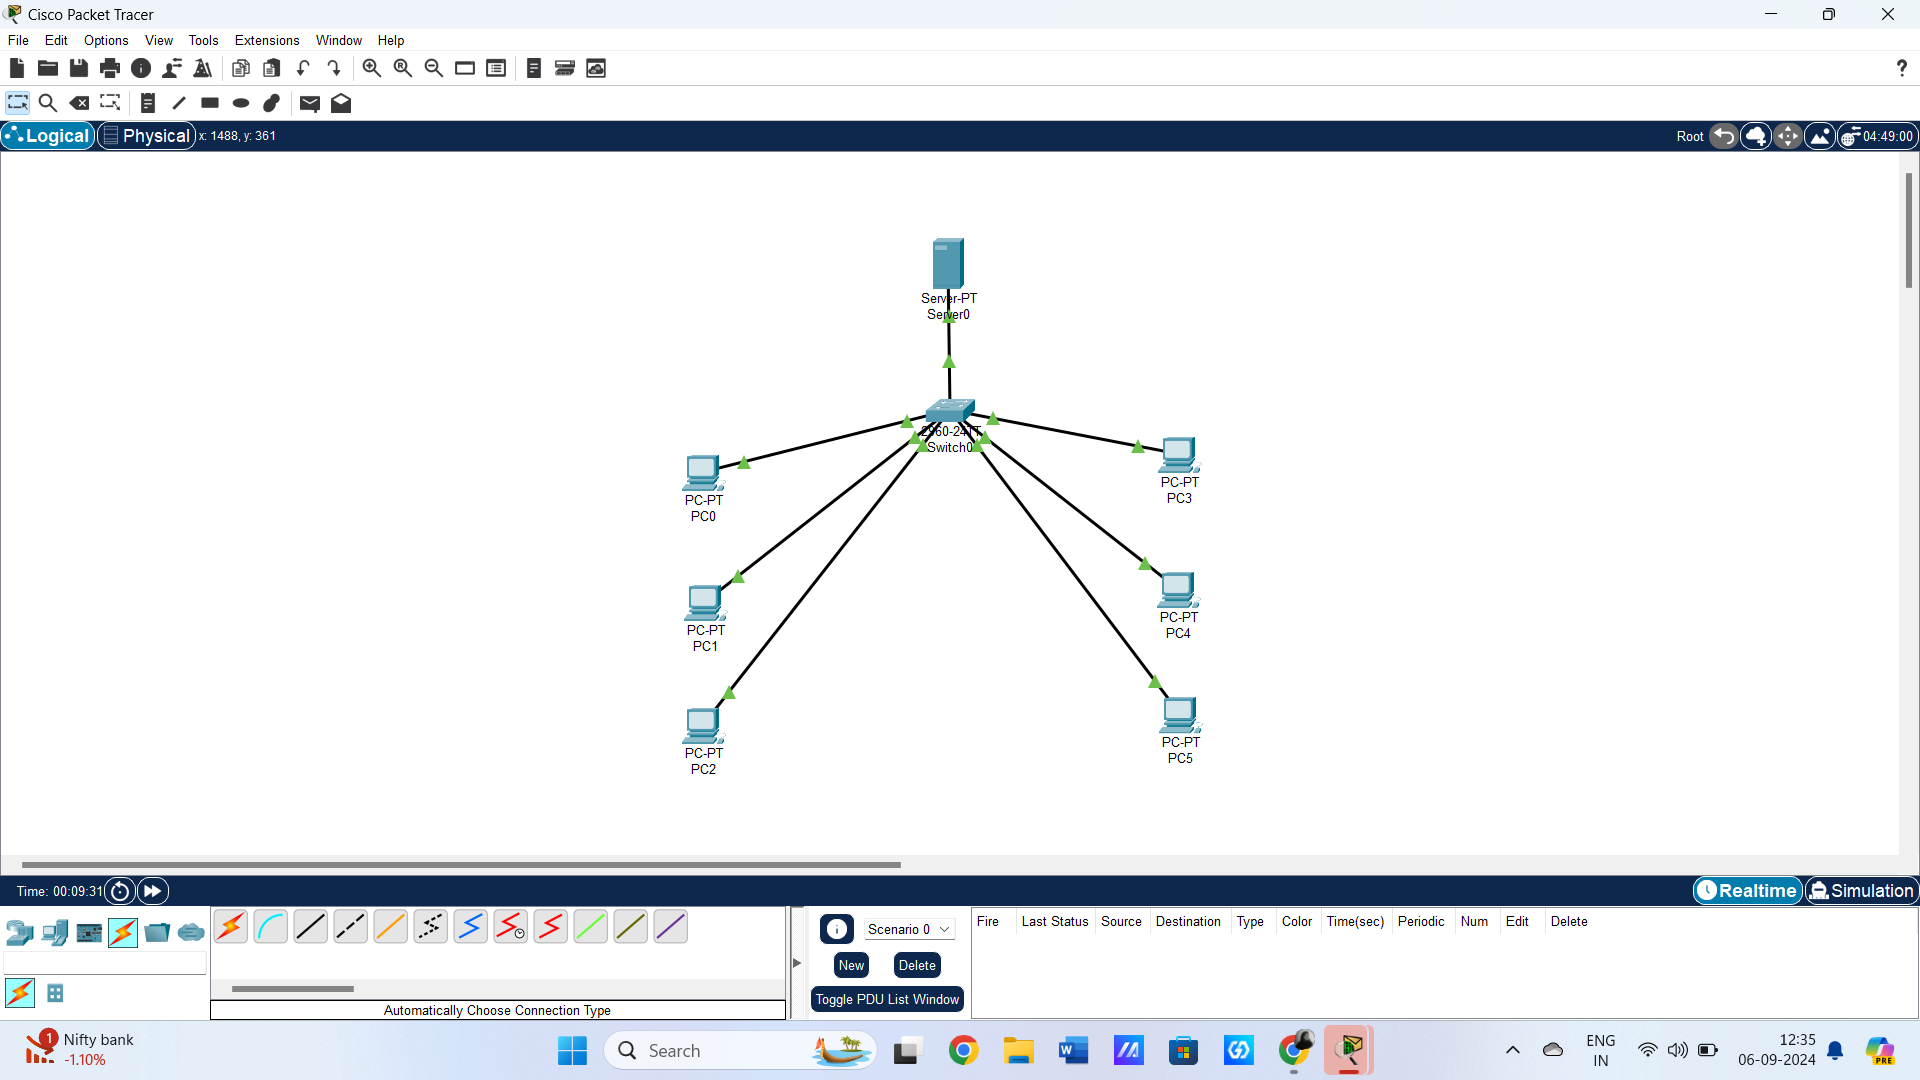 Cisco Packet Tracer
File Edit Options View Tools Extensions Window Help
?
Logical Physical x: 1488, y: 361 Root 04:49:00
Server-PT
Server0
2960-24TT
Switch0
PC-PT
PC0
PC-PT
PC3
PC-PT
PC1
PC-PT
PC4
PC-PT
PC2
PC-PT
PC5
Time: 00:09:31 Realtime Simulation
Scenario 0
New Delete
Toggle PDU List Window
Fire Last Status Source Destination Type Color Time(sec) Periodic Num Edit Delete
Automatically Choose Connection Type
1
Nifty bank
-1.10%
Search
ENG
IN
12:35
06-09-2024
PRE